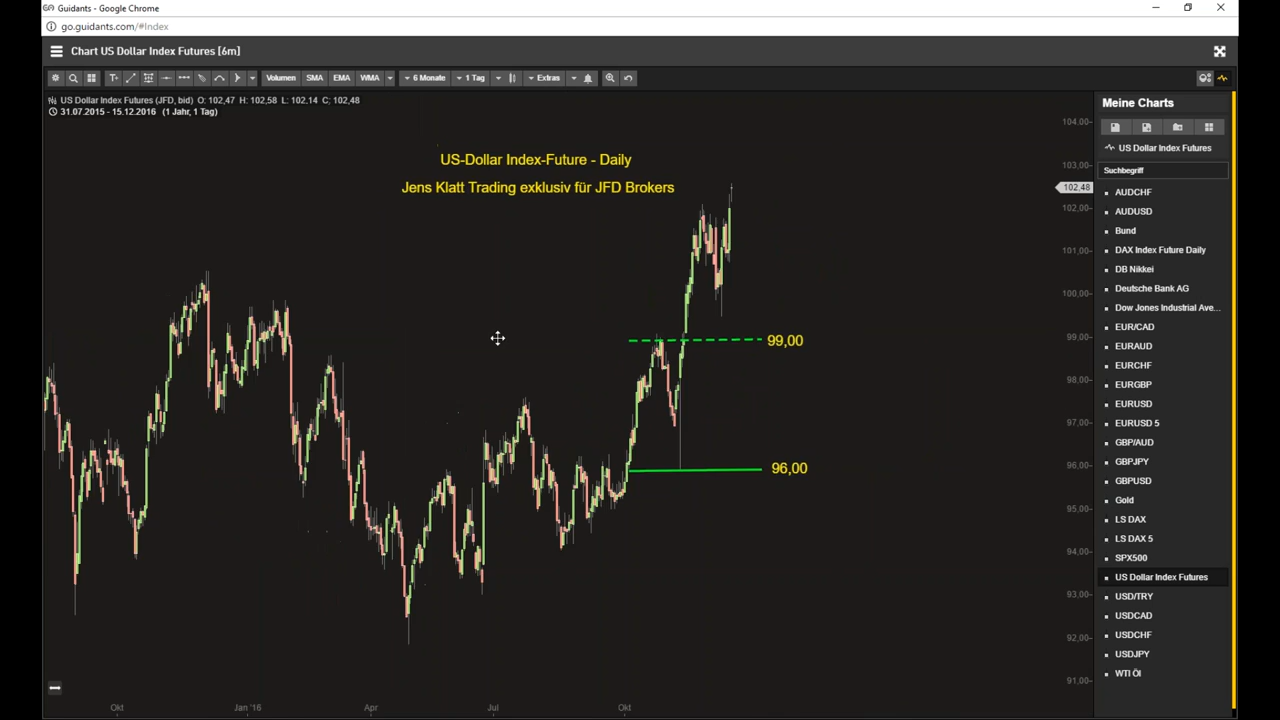 Guidants - Google Chrome
go.guidants.com/#Index
Chart US Dollar Index Futures [6m]
T+ Volumen SMA EMA WMA 6 Monate 1 Tag Extras
US Dollar Index Futures (JFD, bid) O: 102,47 H: 102,58 L: 102,14 C: 102,48
31.07.2015 - 15.12.2016 (1 Jahr, 1 Tag)
US-Dollar Index-Future - Daily
Jens Klatt Trading exklusiv für JFD Brokers
99,00
96,00
104,00
103,00
102,48
102,00
101,00
100,00
99,00
98,00
97,00
96,00
95,00
94,00
93,00
92,00
91,00
Okt Jan '16 Apr Jul Okt
Meine Charts
US Dollar Index Futures
Suchbegriff
AUDCHF
AUDUSD
Bund
DAX Index Future Daily
DB Nikkei
Deutsche Bank AG
Dow Jones Industrial Ave...
EUR/CAD
EURAUD
EURCHF
EURGBP
EURUSD
EURUSD 5
GBP/AUD
GBPJPY
GBPUSD
Gold
LS DAX
LS DAX 5
SPX500
US Dollar Index Futures
USD/TRY
USDCAD
USDCHF
USDJPY
WTI Öl